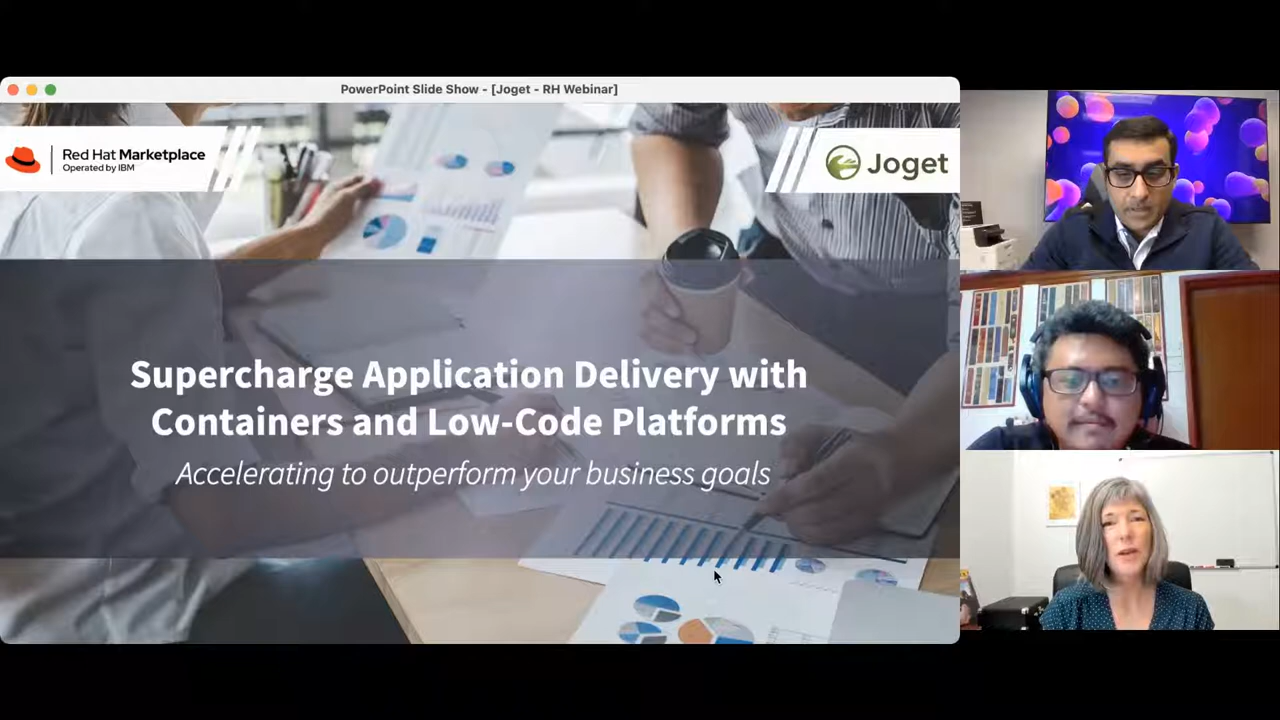 PowerPoint Slide Show - [Joget - RH Webinar]
Red Hat Marketplace
Operated by IBM
Joget
Supercharge Application Delivery with
Containers and Low-Code Platforms
Accelerating to outperform your business goals